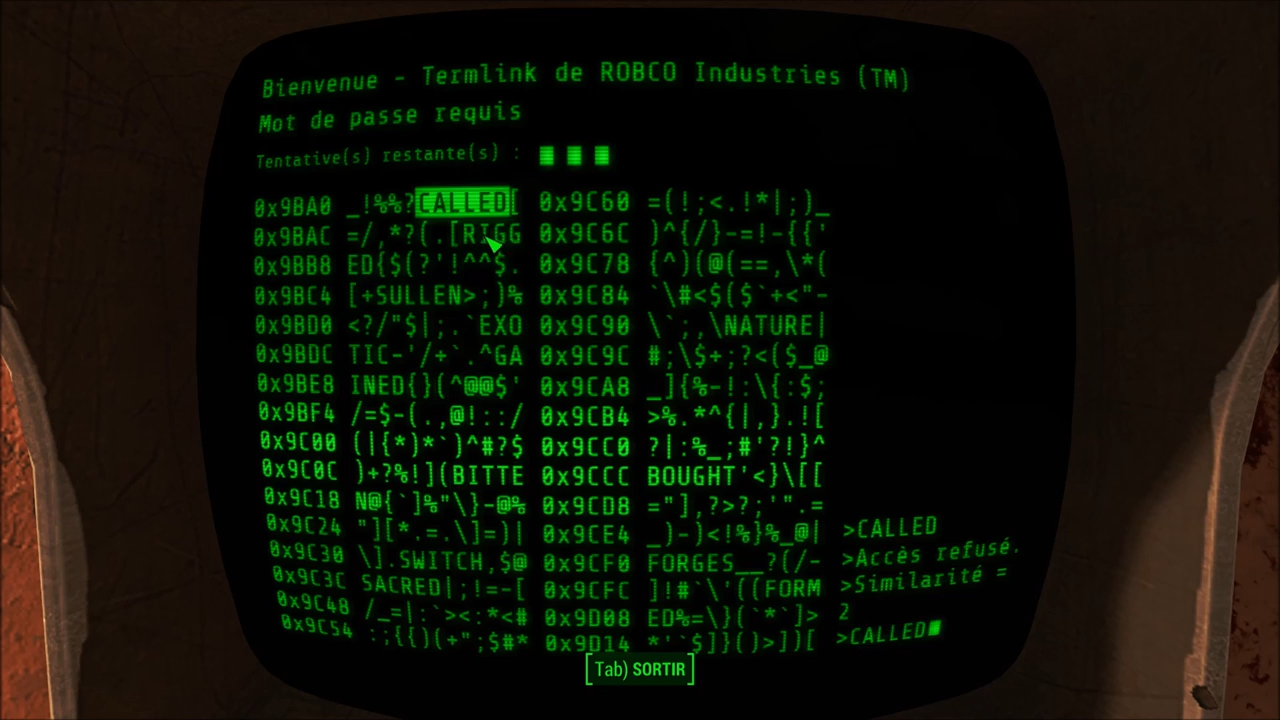 Bienvenue - Termlink de ROBCO Industries (TM)
Mot de passe requis
Tentative(s) restante(s) : ■ ■ ■
0x9BA0 _!%%?CALLED[ 0x9C60 =(!;<.!*|;)_
0x9BAC =/,*?(.[RIGG 0x9C6C )^{/}-=!-{{'
0x9BB8 ED{$(?'!^^$. 0x9C78 {^)(@(==,\*(
0x9BC4 [+SULLEN>;)% 0x9C84 `\#<$($`+<"-
0x9BD0 <?/"$|;.`EXO 0x9C90 \`;,\NATURE|
0x9BDC TIC-'/+`.^GA 0x9C9C #;\$+;?<($_@
0x9BE8 INED{}(^@@$' 0x9CA8 _]{%-!:\{:$;
0x9BF4 /=$-(.,@!::/ 0x9CB4 >%.*^{|,}.![
0x9C00 (|{*)*`)^#?$ 0x9CC0 ?|:%_;#'?!}^
0x9C0C )+?%!](BITTE 0x9CCC BOUGHT'<}\[[
0x9C18 N@{`]%"\}-@% 0x9CD8 ="],?>?;'".=
0x9C24 "][*.=.\]=)| 0x9CE4 _)-)<!%}%_@|
0x9C30 \].SWITCH,$@ 0x9CF0 FORGES__?(/-
0x9C3C SACRED|;!=-[ 0x9CFC ]!#`\'((FORM
0x9C48 /_=|:`><:*<# 0x9D08 ED%=\}(`*`]>
0x9C54 :;{{()(+";$#* 0x9D14 *'`$]}()>])[
>CALLED
>Accès refusé.
>Similarité =
2
>CALLED■
[Tab) SORTIR]